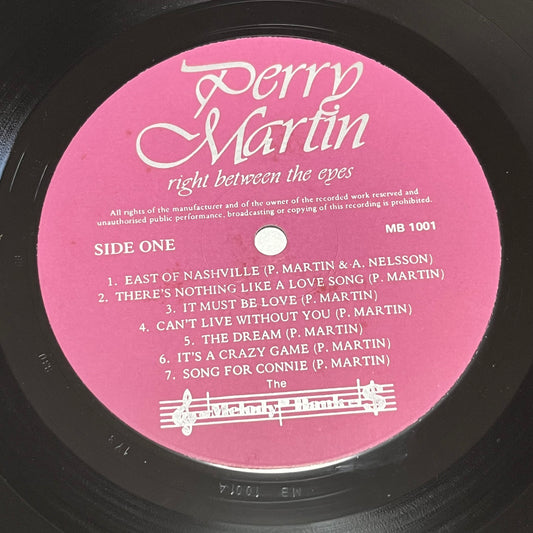 Perry
Martin
right between the eyes
All rights of the manufacturer and of the owner of the recorded work reserved and
unauthorised public performance, broadcasting or copying of this recording is prohibited.
SIDE ONE
MB 1001
1. EAST OF NASHVILLE (P. MARTIN & A. NELSSON)
2. THERE'S NOTHING LIKE A LOVE SONG (P. MARTIN)
3. IT MUST BE LOVE (P. MARTIN)
4. CAN'T LIVE WITHOUT YOU (P. MARTIN)
5. THE DREAM (P. MARTIN)
6. IT'S A CRAZY GAME (P. MARTIN)
7. SONG FOR CONNIE (P. MARTIN)
The
Melody Bank